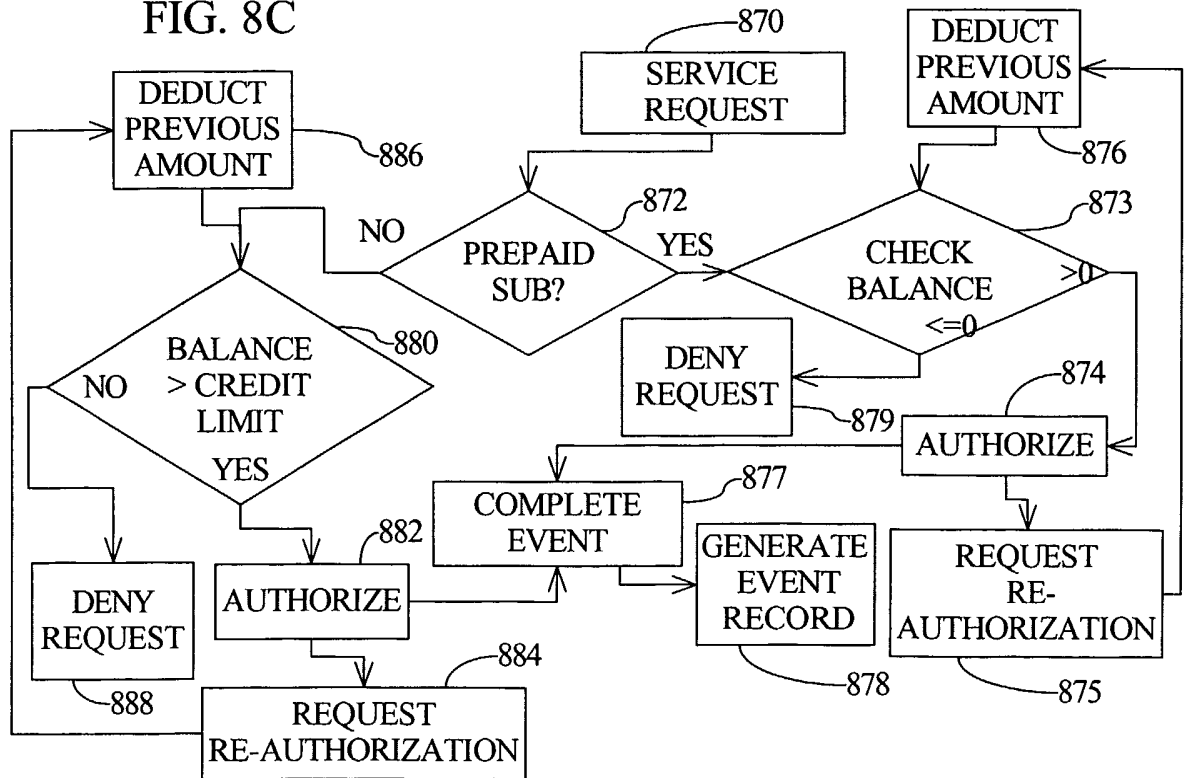 FIG. 8C
870
SERVICE
REQUEST
DEDUCT
PREVIOUS
AMOUNT
876
DEDUCT
PREVIOUS
AMOUNT
886
872
NO
PREPAID
SUB?
YES
873
CHECK
BALANCE
>0
<=0
880
BALANCE
> CREDIT
LIMIT
NO
YES
DENY
REQUEST
879
874
AUTHORIZE
877
COMPLETE
EVENT
882
AUTHORIZE
GENERATE
EVENT
RECORD
878
REQUEST
RE-
AUTHORIZATION
875
DENY
REQUEST
888
884
REQUEST
RE-AUTHORIZATION